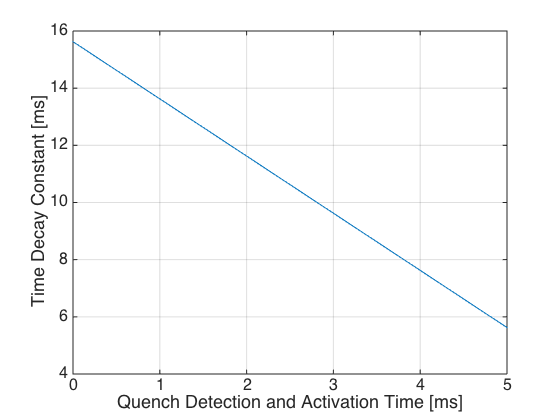 16
14
12
10
8
6
4
Time Decay Constant [ms]
0 1 2 3 4 5
Quench Detection and Activation Time [ms]